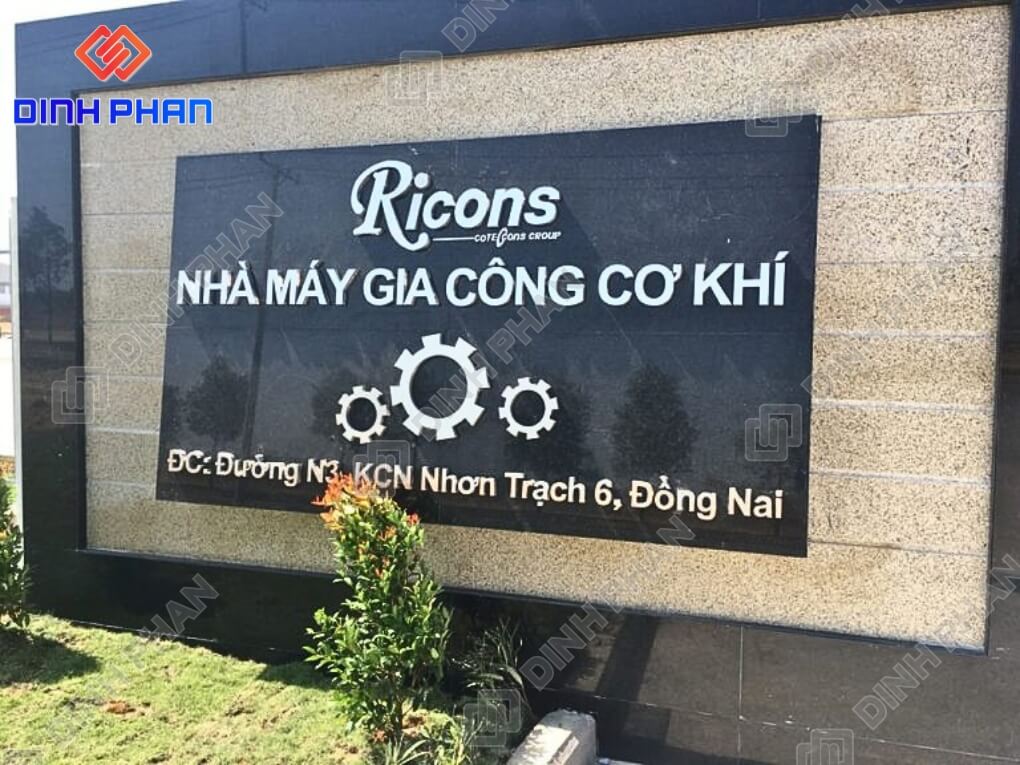 DINH PHAN
Ricons
COTECCONS GROUP
NHÀ MÁY GIA CÔNG CƠ KHÍ
ĐC: Đường N3, KCN Nhơn Trạch 6, Đồng Nai